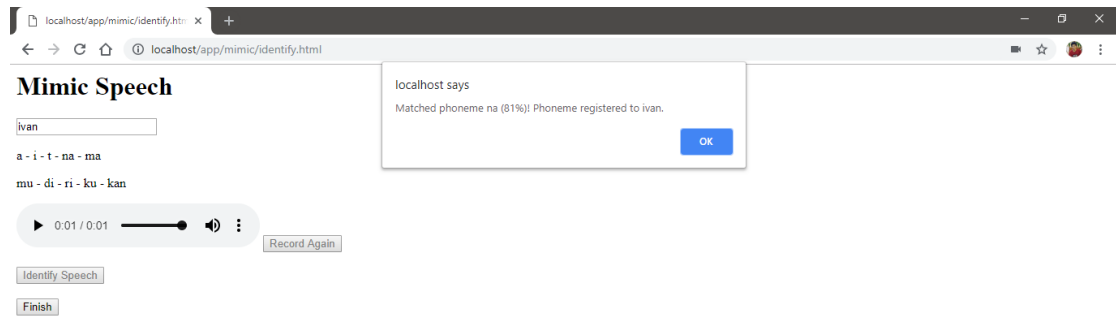 localhost/app/mimic/identify.htm
localhost/app/mimic/identify.html
localhost says
Matched phoneme na (81%)! Phoneme registered to ivan.
OK
Mimic Speech
ivan
a - i - t - na - ma
mu - di - ri - ku - kan
0:01 / 0:01
Record Again
Identify Speech
Finish